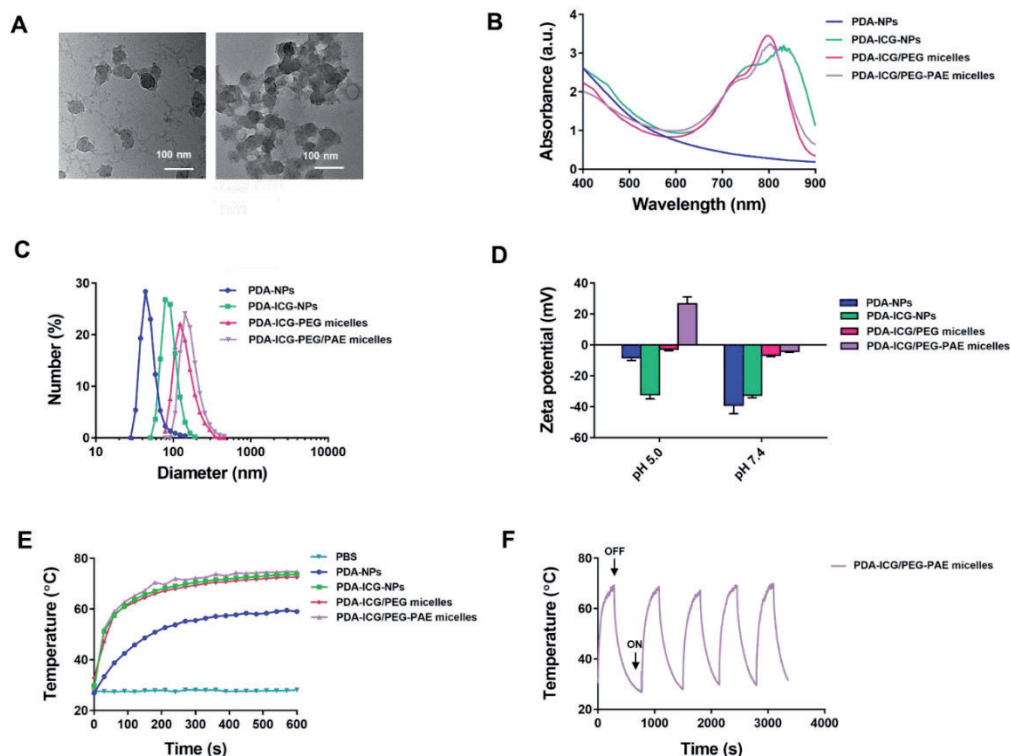 A
100 nm
100 nm
B
Absorbance (a.u.)
4
3
2
1
0
400 500 600 700 800 900
Wavelength (nm)
PDA-NPs
PDA-ICG-NPs
PDA-ICG/PEG micelles
PDA-ICG/PEG-PAE micelles
C
Number (%)
30
20
10
0
10 100 1000 10000
Diameter (nm)
PDA-NPs
PDA-ICG-NPs
PDA-ICG-PEG micelles
PDA-ICG-PEG/PAE micelles
D
Zeta potential (mV)
40
20
0
-20
-40
-60
pH 5.0
pH 7.4
PDA-NPs
PDA-ICG-NPs
PDA-ICG/PEG micelles
PDA-ICG/PEG-PAE micelles
E
Temperature (°C)
80
60
40
20
0 100 200 300 400 500 600
Time (s)
PBS
PDA-NPs
PDA-ICG-NPs
PDA-ICG/PEG micelles
PDA-ICG/PEG-PAE micelles
F
Temperature (°C)
80
60
40
20
OFF
ON
0 1000 2000 3000 4000
Time (s)
PDA-ICG/PEG-PAE micelles